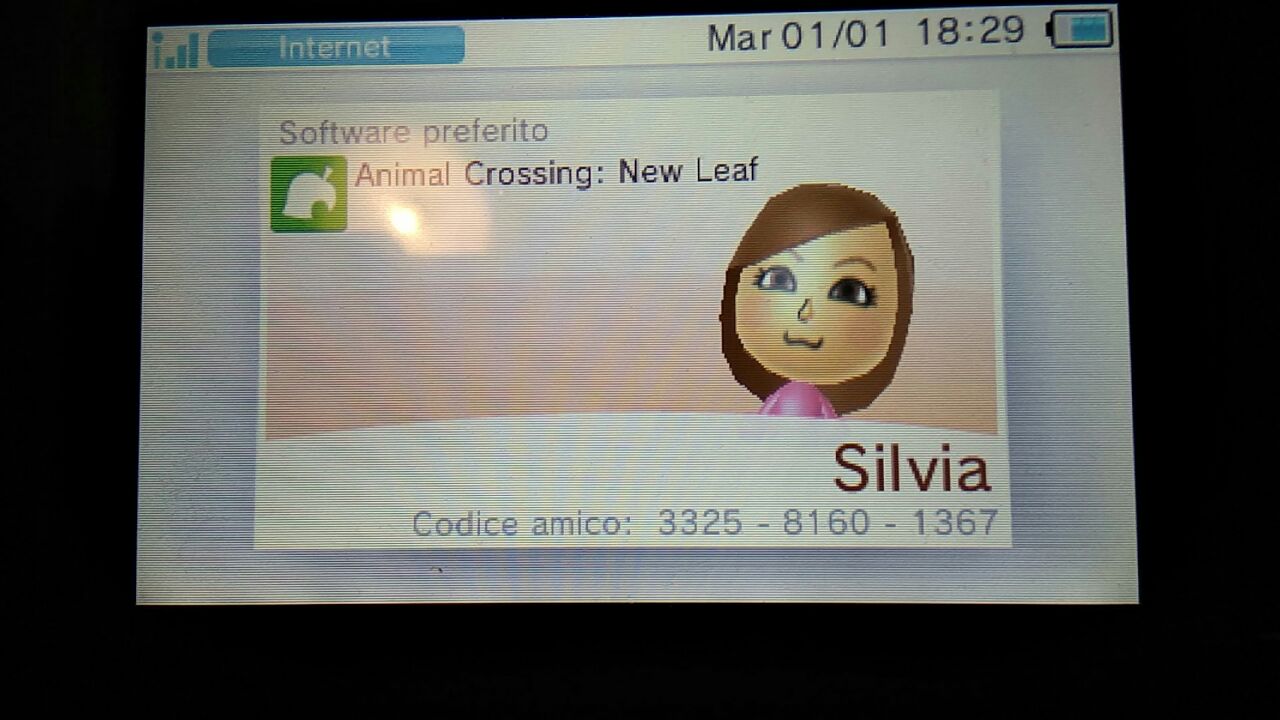 Internet
Mar 01/01 18:29
Software preferito
Animal Crossing: New Leaf
Silvia
Codice amico: 3325 - 8160 - 1367